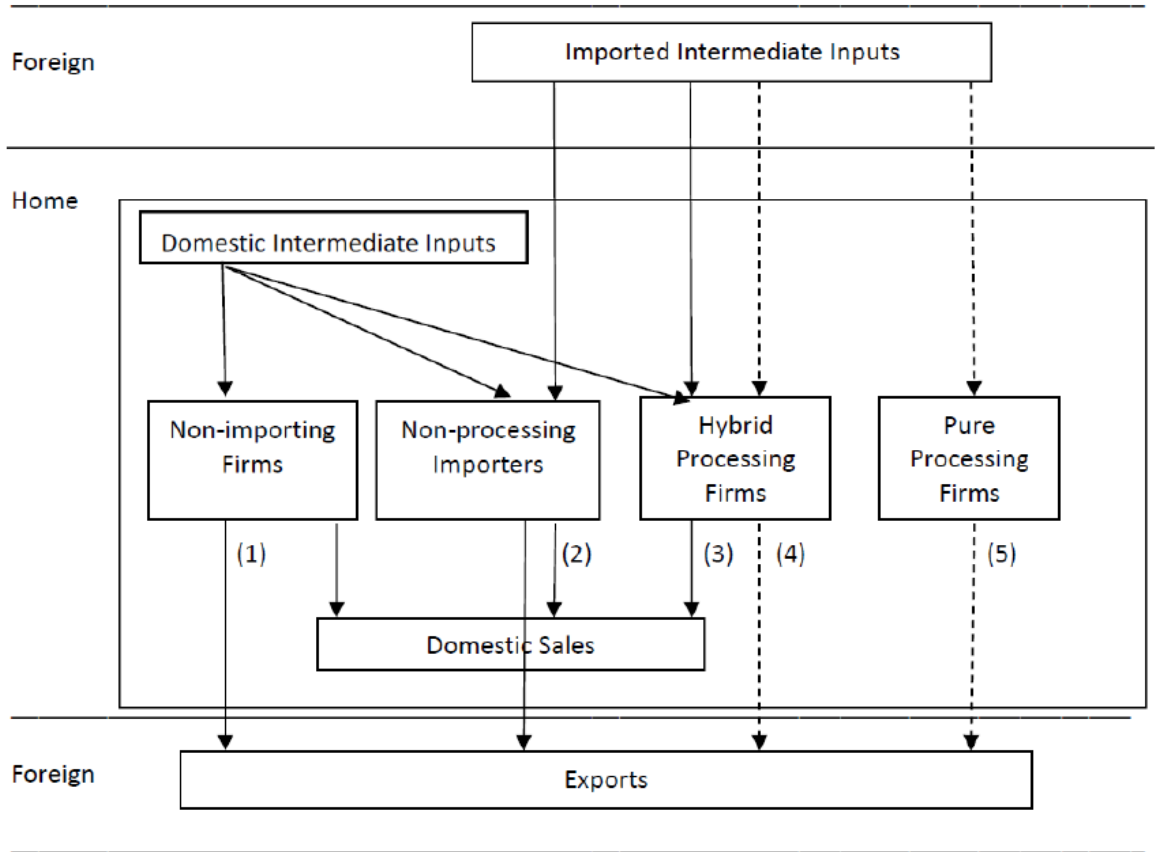 Foreign
Imported Intermediate Inputs
Home
Domestic Intermediate Inputs
Non-importing
Firms
Non-processing
Importers
Hybrid
Processing
Firms
Pure
Processing
Firms
(1)
(2)
(3)
(4)
(5)
Domestic Sales
Foreign
Exports